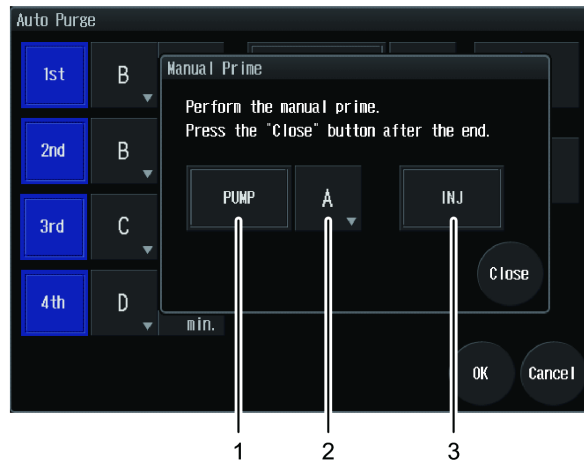 Auto Purge
1st
B
Manual Prime
Perform the manual prime.
Press the "Close" button after the end.
2nd
B
PUMP
A
INJ
3rd
C
Close
4th
D
min.
OK
Cancel
1
2
3